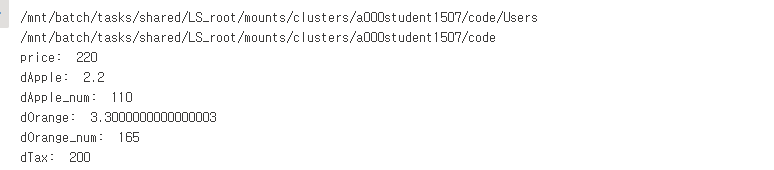 /mnt/batch/tasks/shared/LS_root/mounts/clusters/a000student1507/code/Users
/mnt/batch/tasks/shared/LS_root/mounts/clusters/a000student1507/code
price:  220
dApple:  2.2
dApple_num:  110
dOrange:  3.3000000000000003
dOrange_num:  165
dTax:  200